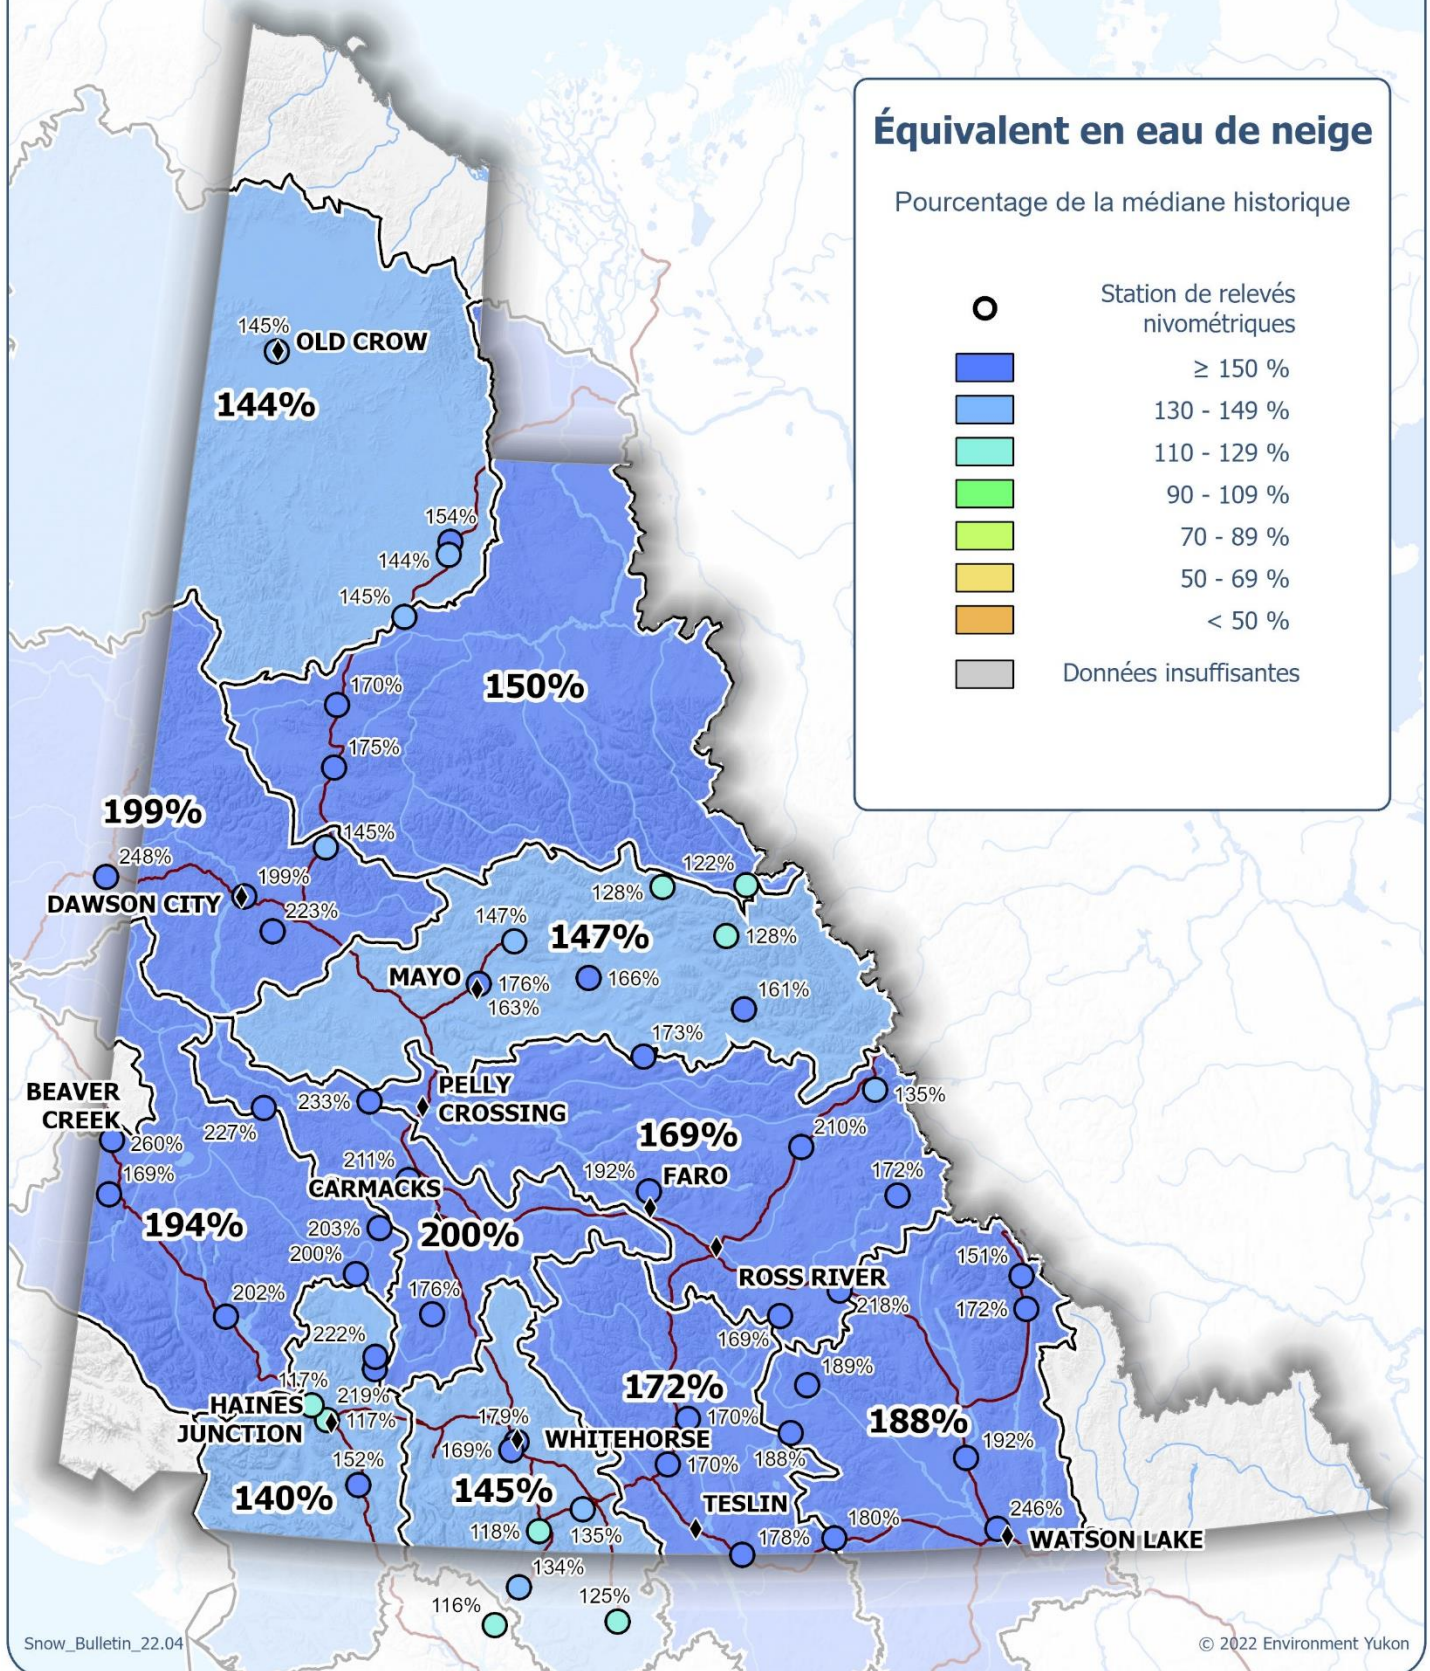 Équivalent en eau de neige
Pourcentage de la médiane historique
Station de relevés
nivométriques
≥ 150 %
130 - 149 %
110 - 129 %
90 - 109 %
70 - 89 %
50 - 69 %
< 50 %
Données insuffisantes
145%
OLD CROW
144%
154%
144%
145%
170%
150%
175%
199%
145%
248%
199%
DAWSON CITY
223%
122%
128%
147%
147%
128%
MAYO
176%
163%
166%
161%
173%
BEAVER
CREEK
PELLY
CROSSING
233%
135%
227%
260%
169%
210%
211%
192%
FARO
172%
169%
CARMACKS
194%
203%
200%
200%
151%
ROSS RIVER
202%
176%
218%
172%
222%
169%
189%
117%
172%
HAINES
JUNCTION
219%
117%
179%
170%
188%
WHITEHORSE
169%
192%
152%
170%
188%
140%
145%
TESLIN
246%
118%
135%
178%
180%
WATSON LAKE
134%
116%
125%
Snow_Bulletin_22.04
© 2022 Environment Yukon